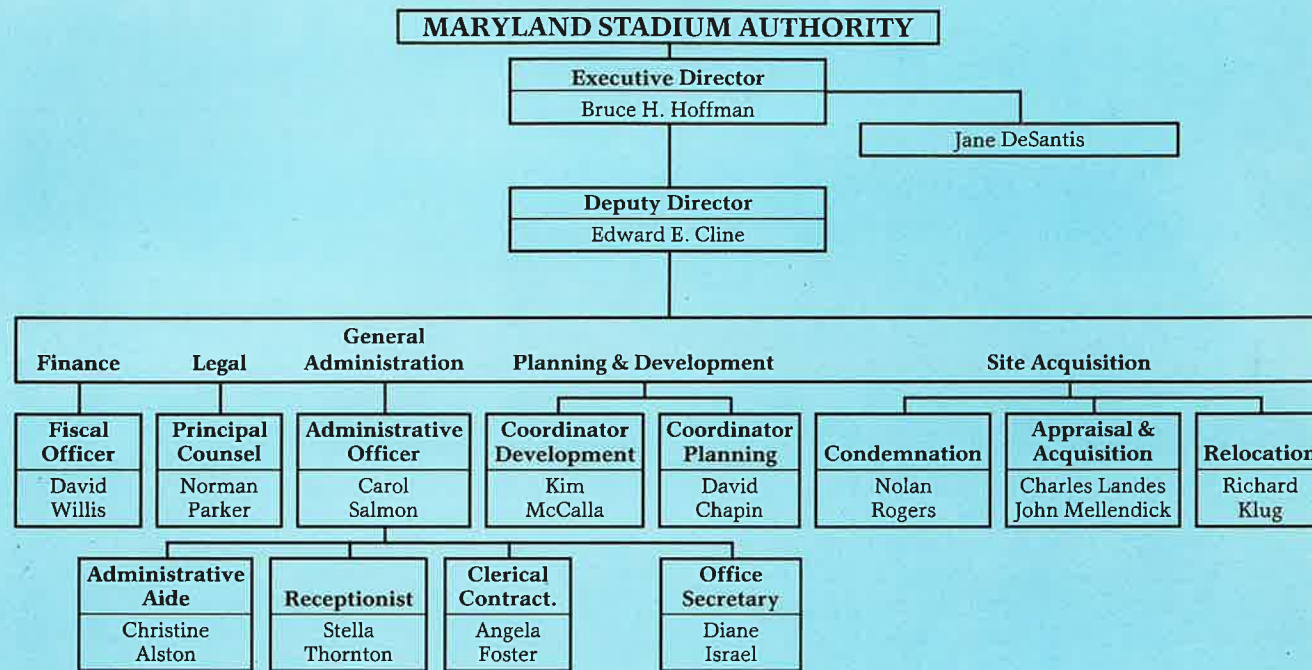 MARYLAND STADIUM AUTHORITY
Executive Director
Bruce H. Hoffman
Jane DeSantis
Deputy Director
Edward E. Cline
Finance
Legal
General
Administration
Planning & Development
Site Acquisition
Fiscal
Officer
David
Willis
Principal
Counsel
Norman
Parker
Administrative
Officer
Carol
Salmon
Coordinator
Development
Kim
McCalla
Coordinator
Planning
David
Chapin
Condemnation
Nolan
Rogers
Appraisal &
Acquisition
Charles Landes
John Mellendick
Relocation
Richard
Klug
Administrative
Aide
Christine
Alston
Receptionist
Stella
Thornton
Clerical
Contract.
Angela
Foster
Office
Secretary
Diane
Israel